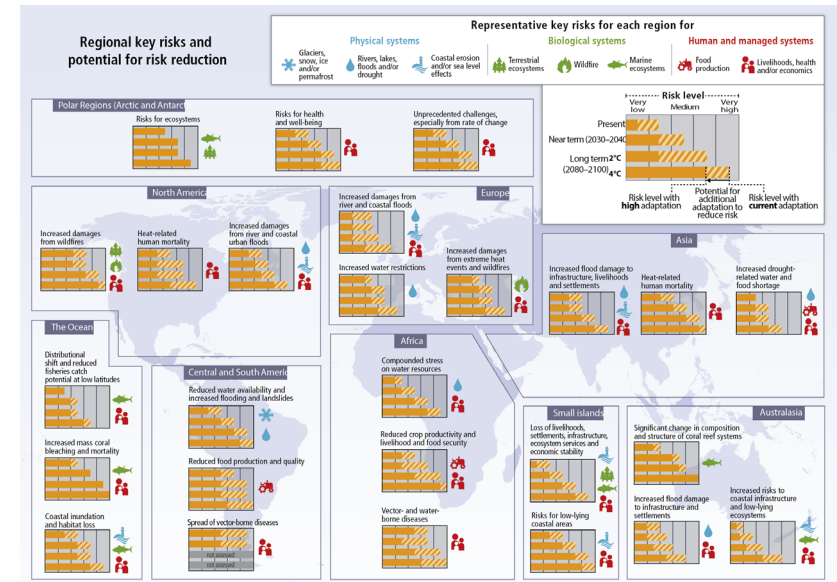 Regional key risks and
potential for risk reduction
Representative key risks for each region for
Physical systems
Biological systems
Human and managed systems
Glaciers,
snow, ice
and/or
permafrost
Rivers, lakes,
floods and/or
drought
Coastal erosion
and/or sea level
effects
Terrestrial
ecosystems
Wildfire
Marine
ecosystems
Food
production
Livelihoods, health
and/or economics
Risk level
Very
low
Medium
Very
high
Present
Near term (2030–2040
Long term 2°C
(2080–2100) 4°C
Risk level with
high adaptation
Potential for
additional
adaptation to
reduce risk
Risk level with
current adaptation
Polar Regions (Arctic and Antarc
Risks for ecosystems
Risks for health
and well-being
Unprecedented challenges,
especially from rate of change
North America
Increased damages
from wildfires
Heat-related
human mortality
Increased damages
from river and coastal
urban floods
Europe
Increased damages from
river and coastal floods
Increased water restrictions
Increased damages
from extreme heat
events and wildfires
Asia
Increased flood damage to
infrastructure, livelihoods
and settlements
Heat-related
human mortality
Increased drought-
related water and
food shortage
The Ocean
Distributional
shift and reduced
fisheries catch
potential at low latitudes
Increased mass coral
bleaching and mortality
Coastal inundation
and habitat loss
Central and South Americ
Reduced water availability and
increased flooding and landslides
Reduced food production and quality
Spread of vector-borne diseases
not assessed
not assessed
Africa
Compounded stress
on water resources
Reduced crop productivity and
livelihood and food security
Vector- and water-
borne diseases
Small islands
Loss of livelihoods,
settlements, infrastructure,
ecosystem services and
economic stability
Risks for low-lying
coastal areas
Australasia
Significant change in composition
and structure of coral reef systems
Increased flood damage
to infrastructure and
settlements
Increased risks to
coastal infrastructure
and low-lying
ecosystems